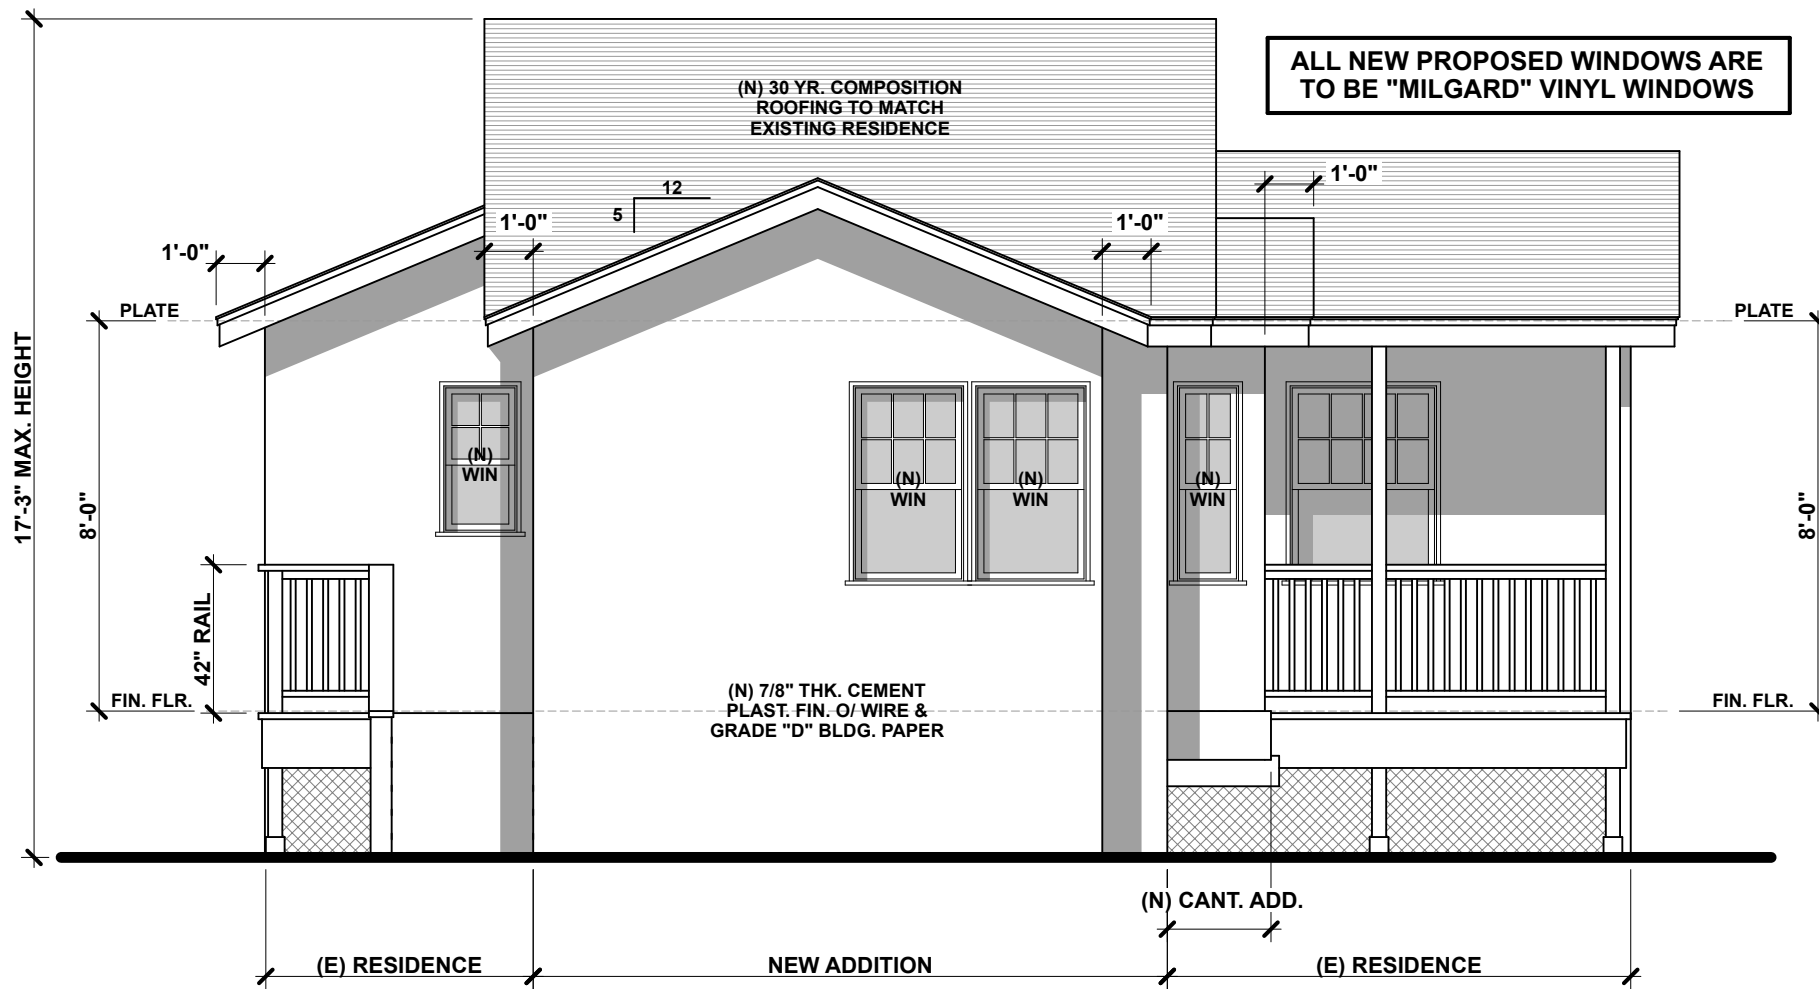 ALL NEW PROPOSED WINDOWS ARE
TO BE "MILGARD" VINYL WINDOWS
(N) 30 YR. COMPOSITION
ROOFING TO MATCH
EXISTING RESIDENCE
12
5
1'-0"
1'-0"
1'-0"
1'-0"
PLATE
PLATE
17'-3" MAX. HEIGHT
8'-0"
8'-0"
(N)
WIN
(N)
WIN
(N)
WIN
(N)
WIN
42" RAIL
FIN. FLR.
FIN. FLR.
(N) 7/8" THK. CEMENT
PLAST. FIN. O/ WIRE &
GRADE "D" BLDG. PAPER
(N) CANT. ADD.
(E) RESIDENCE
NEW ADDITION
(E) RESIDENCE